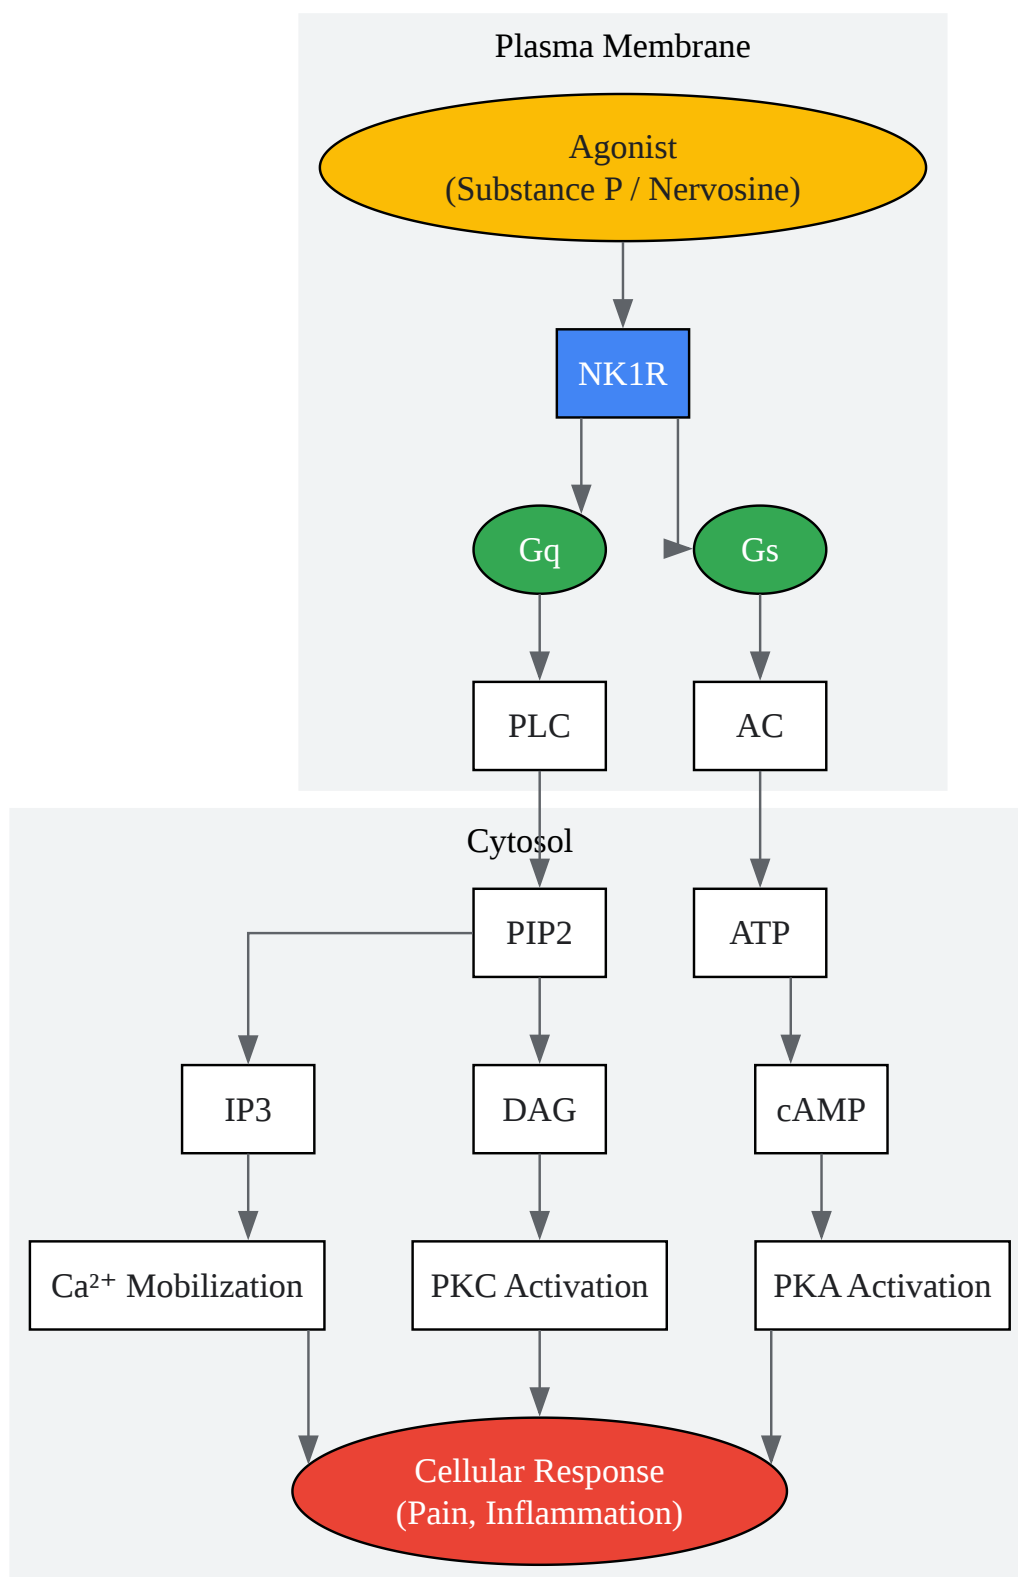 Plasma Membrane
Agonist
(Substance P / Nervosine)
NK1R
Gq
Gs
PLC
AC
Cytosol
PIP2
ATP
IP3
DAG
cAMP
Ca²⁺ Mobilization
PKC Activation
PKA Activation
Cellular Response
(Pain, Inflammation)